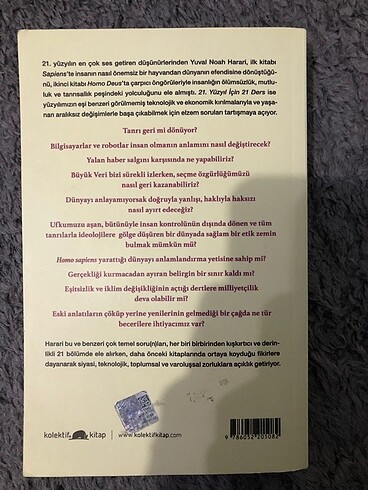 21. yüzyılın en çok ses getiren düşünürlerinden Yuval Noah Harari, ilk kitabı
Sapiens'te insanın nasıl önemsiz bir hayvandan dünyanın efendisine dönüştüğü-
nü, ikinci kitabı Homo Deus'ta çarpıcı öngörüleriyle insanlığın ölümsüzlük, mutlu-
luk ve tanrısallık peşindeki yolculuğunu ele almıştı. 21. Yüzyıl İçin 21 Ders ise
yüzyılımızın eşi benzeri görülmemiş teknolojik ve ekonomik kırılmalarıyla ve yaşa-
nan aralıksız değişimlerle başa çıkabilmek için elzem soruları tartışmaya açıyor.
Tanrı geri mi dönüyor?
Bilgisayarlar ve robotlar insan olmanın anlamını nasıl değiştirecek?
Yalan haber salgını karşısında ne yapabiliriz?
Büyük Veri bizi sürekli izlerken, seçme özgürlüğümüzü
nasıl geri kazanabiliriz?
Dünyayı anlayamıyorsak doğruyla yanlışı, haklıyla haksızı
nasıl ayırt edeceğiz?
Ufkumuzu aşan, bütünüyle insan kontrolünün dışında dönen ve tüm
tanrılarla ideolojilere gölge düşüren bir dünyada sağlam bir etik zemin
bulmak mümkün mü?
Homo sapiens yarattığı dünyayı anlamlandırma yetisine sahip mi?
Gerçekliği kurmacadan ayıran belirgin bir sınır kaldı mı?
Eşitsizlik ve iklim değişikliğinin açtığı dertlere milliyetçilik
deva olabilir mi?
Eski anlatıların çöküp yerine yenilerinin gelmediği bir çağda ne tür
becerilere ihtiyacımız var?
Harari bu ve benzeri çok temel soru(n)ları, her biri birbirinden kışkırtıcı ve derin-
likli 21 bölümde ele alırken, daha önceki kitaplarında ortaya koyduğu fikirlere
dayanarak siyasi, teknolojik, toplumsal ve varoluşsal zorluklara açıklık getiriyor.
kolektif kitap | www.kolektifkitap.com
9 786052 205082